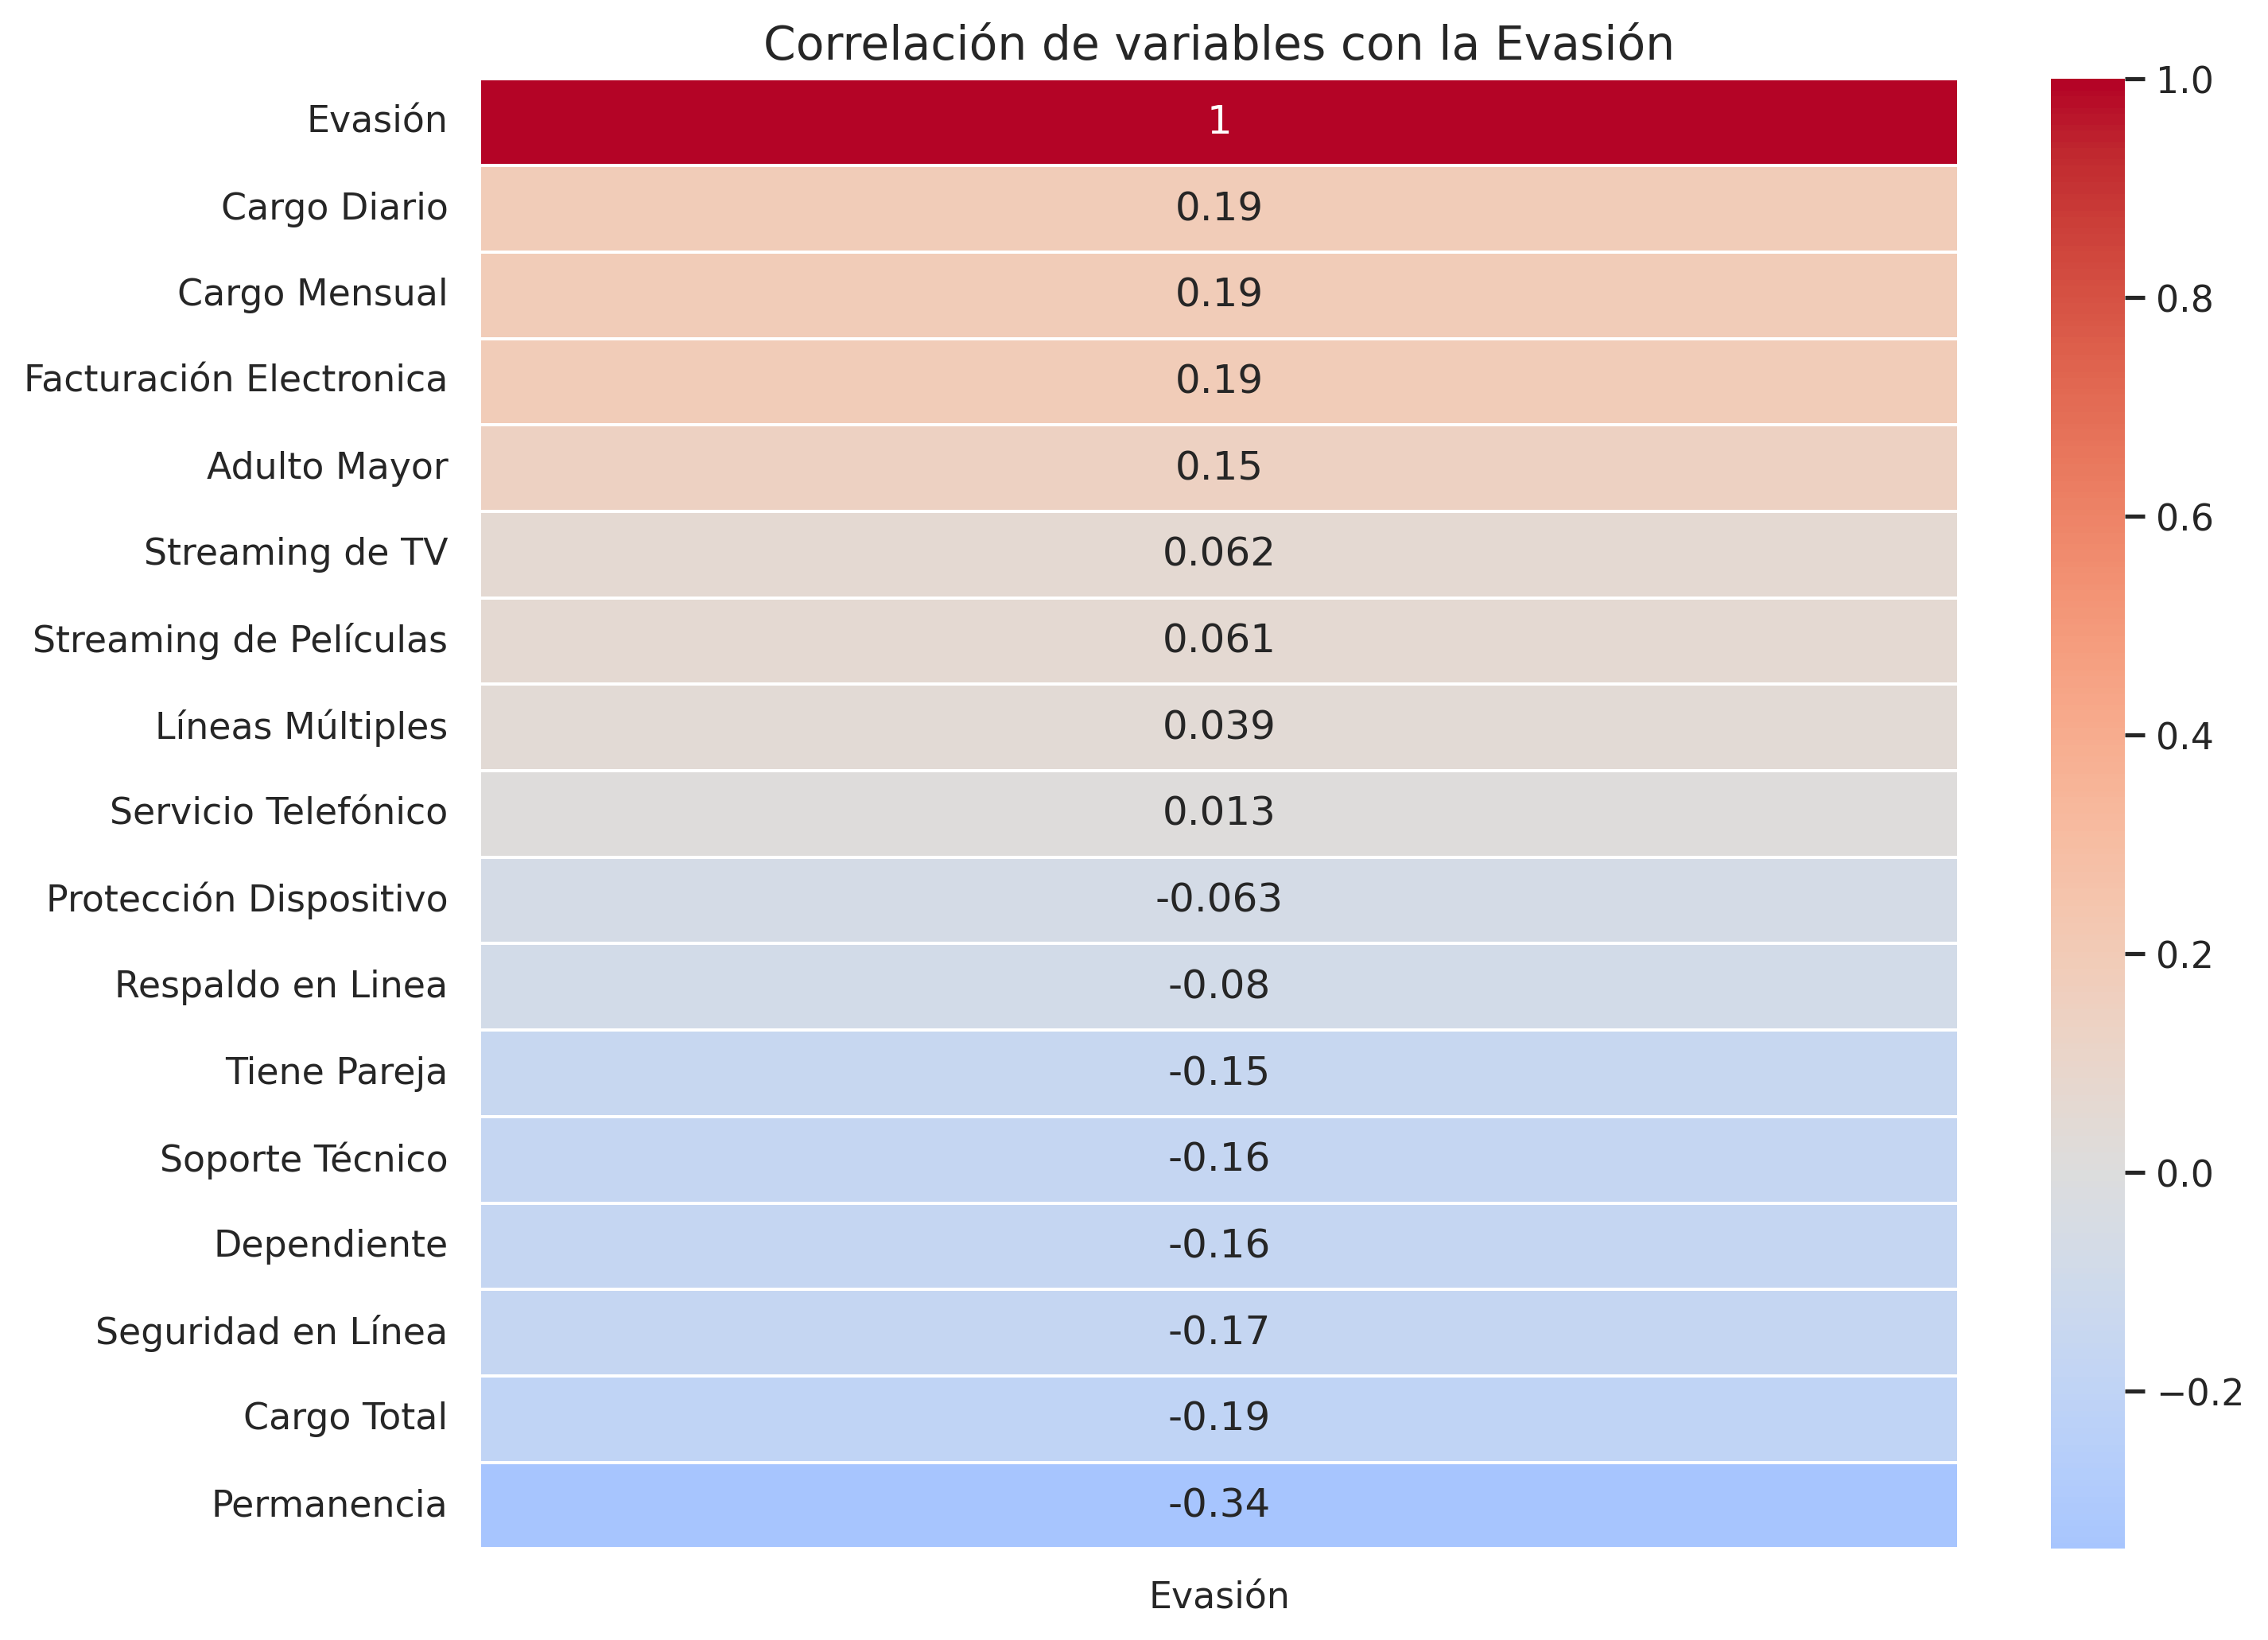 Correlación de variables con la Evasión
Evasión 1
Cargo Diario 0.19
Cargo Mensual 0.19
Facturación Electronica 0.19
Adulto Mayor 0.15
Streaming de TV 0.062
Streaming de Películas 0.061
Líneas Múltiples 0.039
Servicio Telefónico 0.013
Protección Dispositivo -0.063
Respaldo en Linea -0.08
Tiene Pareja -0.15
Soporte Técnico -0.16
Dependiente -0.16
Seguridad en Línea -0.17
Cargo Total -0.19
Permanencia -0.34
Evasión
1.0
0.8
0.6
0.4
0.2
0.0
−0.2